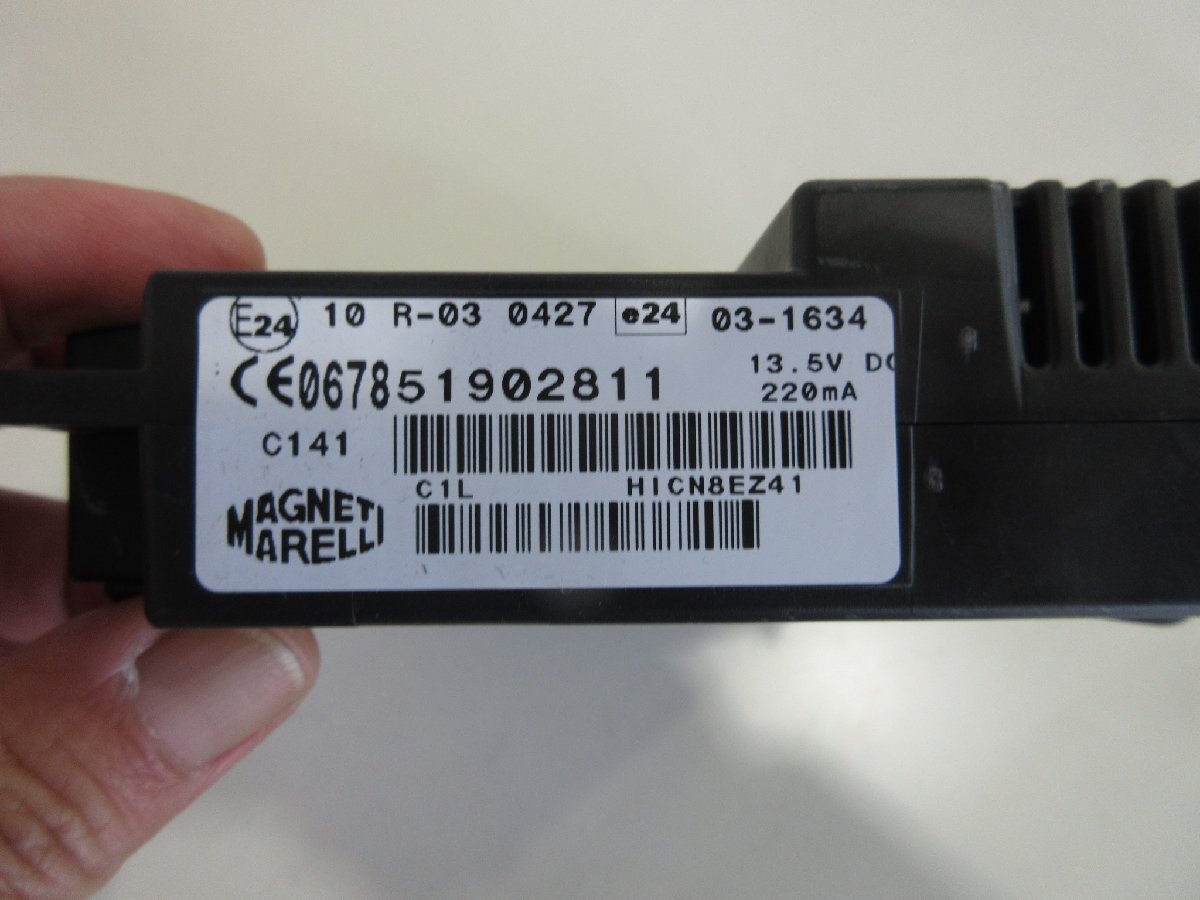 E24 10 R-03 0427 e24 03-1634
CE0678 51902811 13.5V DC
220mA
C141
C1L HICN8EZ41
MAGNETI
MARELLI